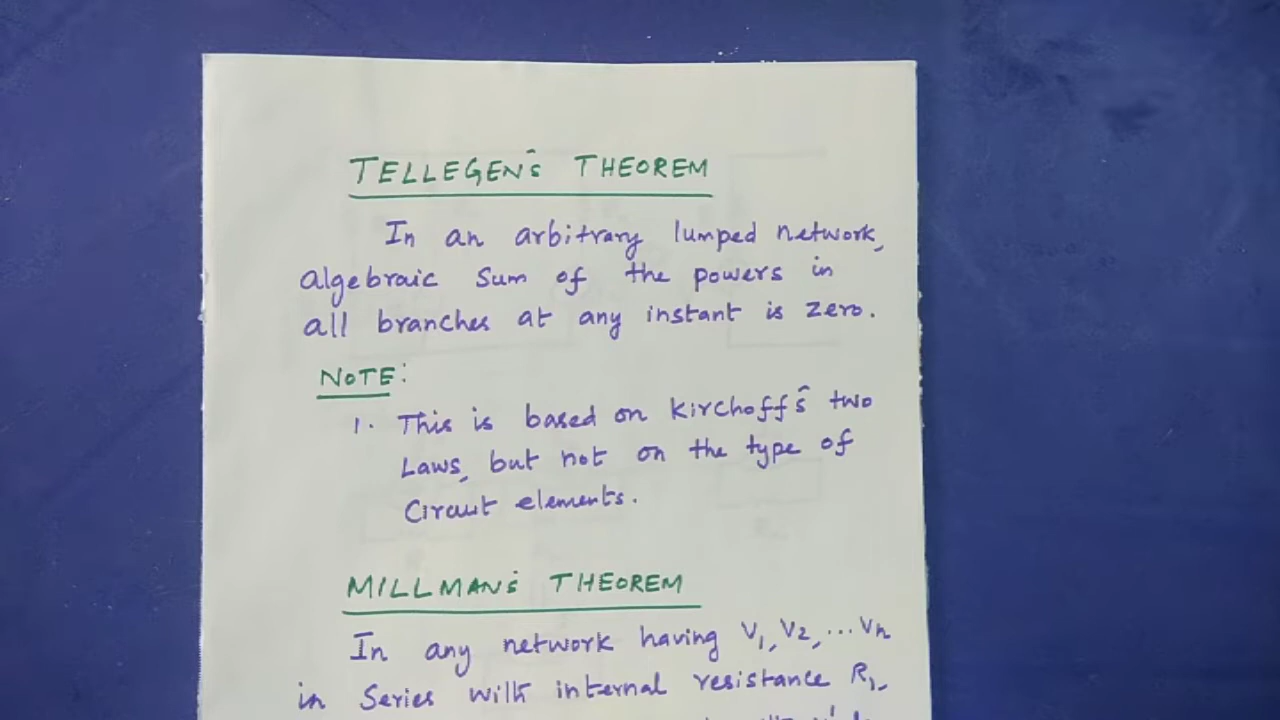 TELLEGEN'S THEOREM
In an arbitrary lumped network,
algebraic sum of the powers in
all branches at any instant is zero.
NOTE:
1. This is based on Kirchoff's two
Laws, but not on the type of
Circuit elements.
MILLMAN'S THEOREM
In any network having V1, V2, ... Vn
in Series with internal resistance R1,